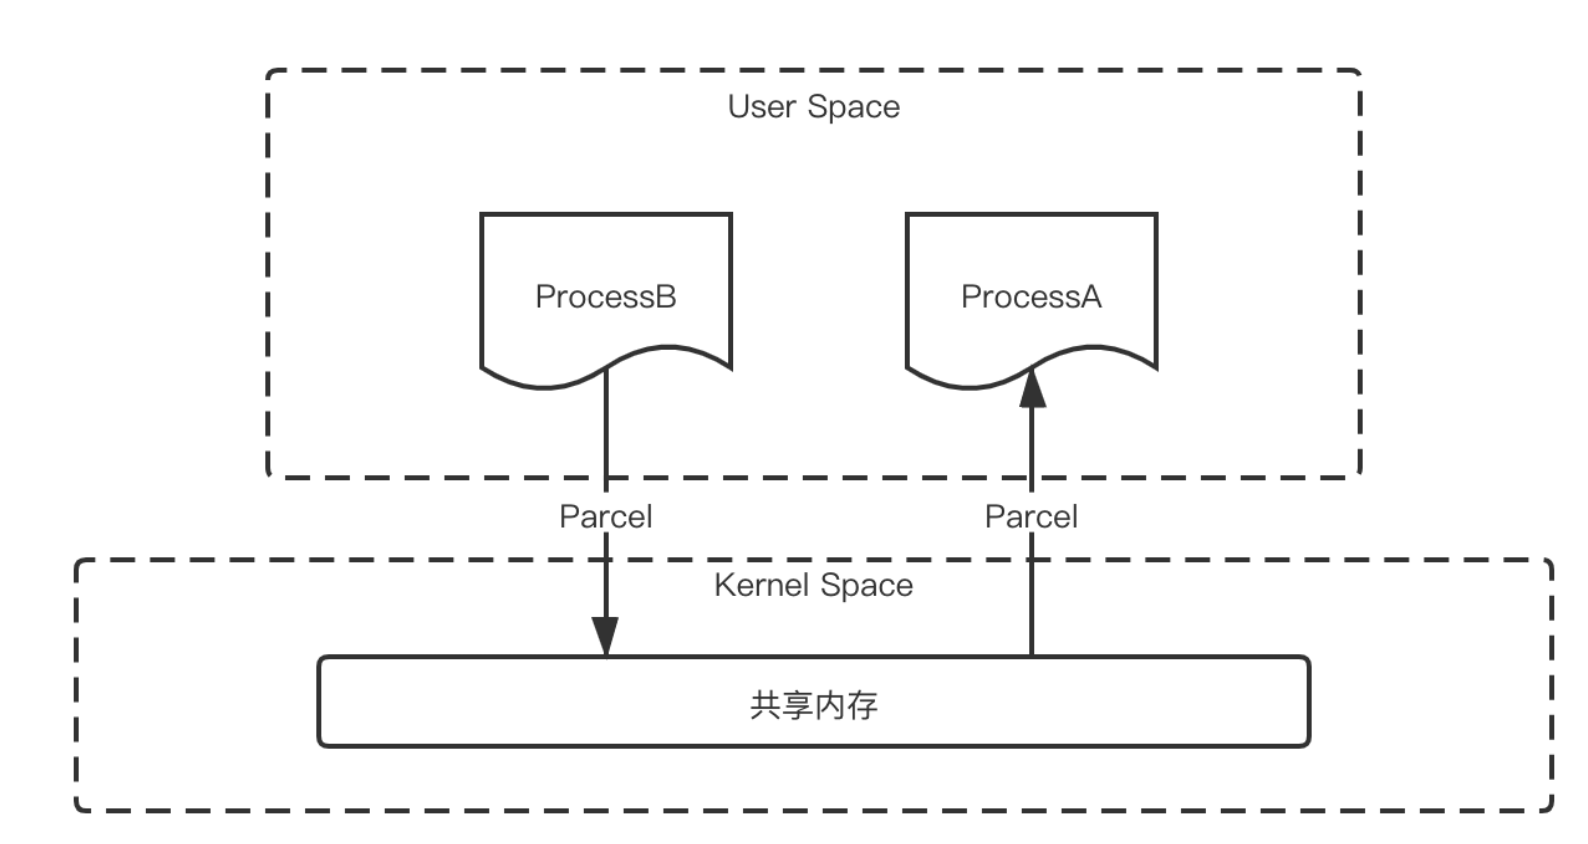 User Space
ProcessB
ProcessA
Parcel
Parcel
Kernel Space
共享内存